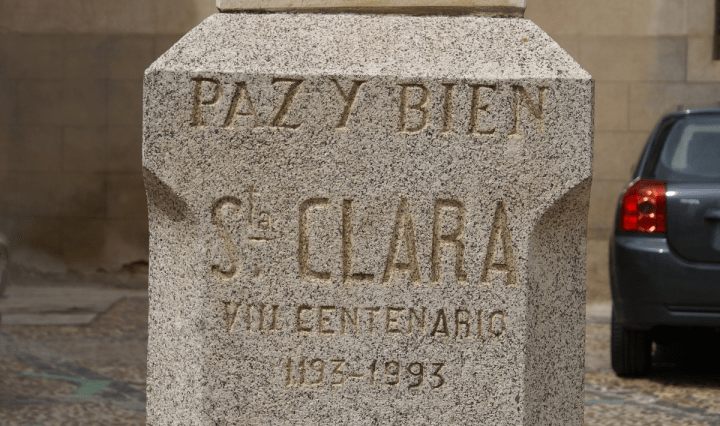 PAZ Y BIEN
Sta. CLARA
VIII CENTENARIO
1193-1993